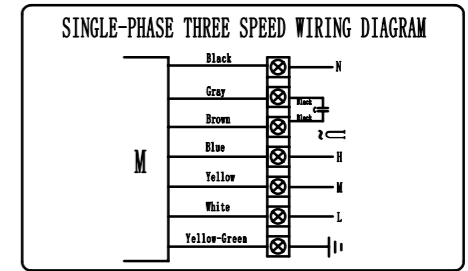 SINGLE-PHASE THREE SPEED WIRING DIAGRAM
Black N
Gray Black
C
Brown Black
Blue H
M
Yellow M
White L
Yellow-Green